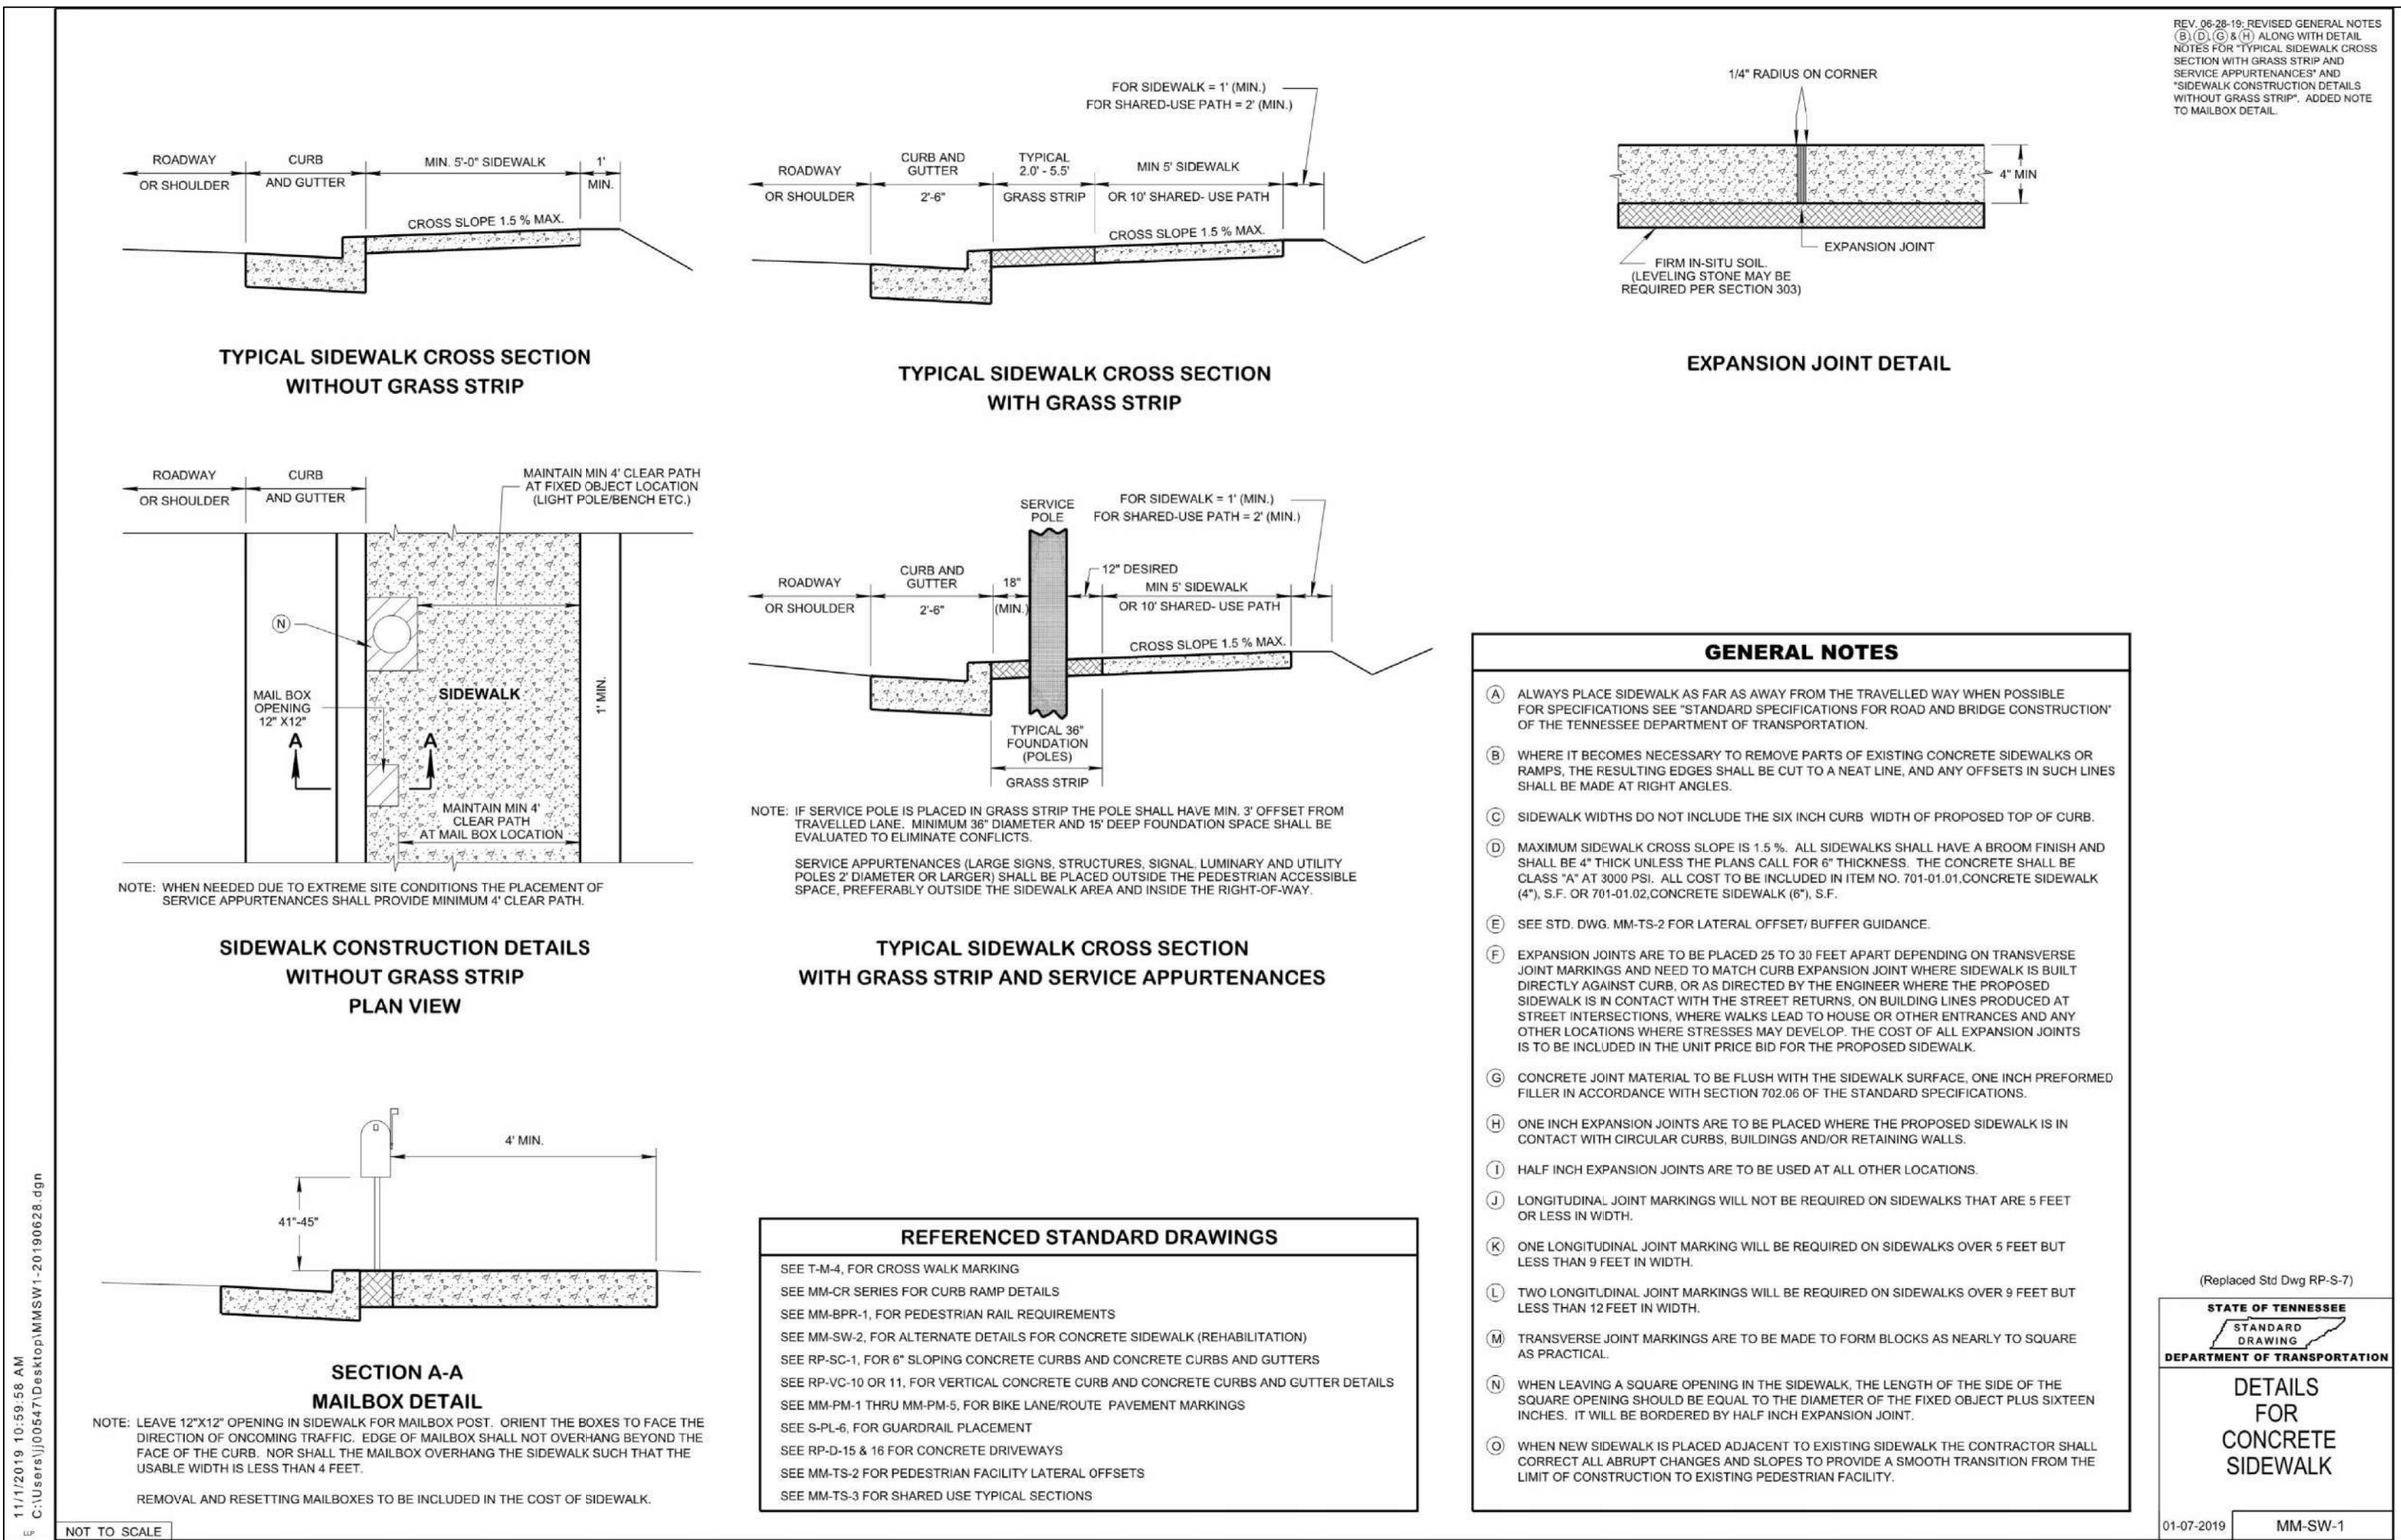 REV. 06-28-19: REVISED GENERAL NOTES
Ⓑ,Ⓓ,Ⓖ & Ⓗ ALONG WITH DETAIL
NOTES FOR "TYPICAL SIDEWALK CROSS
SECTION WITH GRASS STRIP AND
SERVICE APPURTENANCES" AND
"SIDEWALK CONSTRUCTION DETAILS
WITHOUT GRASS STRIP". ADDED NOTE
TO MAILBOX DETAIL.
ROADWAY
OR SHOULDER
CURB
AND GUTTER
MIN. 5'-0" SIDEWALK
1'
MIN.
CROSS SLOPE 1.5 % MAX.
TYPICAL SIDEWALK CROSS SECTION
WITHOUT GRASS STRIP
FOR SIDEWALK = 1' (MIN.)
FOR SHARED-USE PATH = 2' (MIN.)
ROADWAY
OR SHOULDER
CURB AND
GUTTER
2'-6"
TYPICAL
2.0' - 5.5'
GRASS STRIP
MIN 5' SIDEWALK
OR 10' SHARED- USE PATH
CROSS SLOPE 1.5 % MAX.
TYPICAL SIDEWALK CROSS SECTION
WITH GRASS STRIP
1/4" RADIUS ON CORNER
4" MIN
EXPANSION JOINT
FIRM IN-SITU SOIL.
(LEVELING STONE MAY BE
REQUIRED PER SECTION 303)
EXPANSION JOINT DETAIL
ROADWAY
OR SHOULDER
CURB
AND GUTTER
MAINTAIN MIN 4' CLEAR PATH
AT FIXED OBJECT LOCATION
(LIGHT POLE/BENCH ETC.)
Ⓝ
MAIL BOX
OPENING
12" X12"
A
A
SIDEWALK
1' MIN.
MAINTAIN MIN 4'
CLEAR PATH
AT MAIL BOX LOCATION
NOTE: WHEN NEEDED DUE TO EXTREME SITE CONDITIONS THE PLACEMENT OF
SERVICE APPURTENANCES SHALL PROVIDE MINIMUM 4' CLEAR PATH.
SIDEWALK CONSTRUCTION DETAILS
WITHOUT GRASS STRIP
PLAN VIEW
SERVICE
POLE
FOR SIDEWALK = 1' (MIN.)
FOR SHARED-USE PATH = 2' (MIN.)
ROADWAY
OR SHOULDER
CURB AND
GUTTER
2'-6"
18"
(MIN.)
12" DESIRED
MIN 5' SIDEWALK
OR 10' SHARED- USE PATH
CROSS SLOPE 1.5 % MAX.
TYPICAL 36"
FOUNDATION
(POLES)
GRASS STRIP
NOTE: IF SERVICE POLE IS PLACED IN GRASS STRIP THE POLE SHALL HAVE MIN. 3' OFFSET FROM
TRAVELLED LANE. MINIMUM 36" DIAMETER AND 15' DEEP FOUNDATION SPACE SHALL BE
EVALUATED TO ELIMINATE CONFLICTS.
SERVICE APPURTENANCES (LARGE SIGNS, STRUCTURES, SIGNAL, LUMINARY AND UTILITY
POLES 2' DIAMETER OR LARGER) SHALL BE PLACED OUTSIDE THE PEDESTRIAN ACCESSIBLE
SPACE, PREFERABLY OUTSIDE THE SIDEWALK AREA AND INSIDE THE RIGHT-OF-WAY.
TYPICAL SIDEWALK CROSS SECTION
WITH GRASS STRIP AND SERVICE APPURTENANCES
4' MIN.
41"-45"
SECTION A-A
MAILBOX DETAIL
NOTE: LEAVE 12"X12" OPENING IN SIDEWALK FOR MAILBOX POST. ORIENT THE BOXES TO FACE THE
DIRECTION OF ONCOMING TRAFFIC. EDGE OF MAILBOX SHALL NOT OVERHANG BEYOND THE
FACE OF THE CURB. NOR SHALL THE MAILBOX OVERHANG THE SIDEWALK SUCH THAT THE
USABLE WIDTH IS LESS THAN 4 FEET.
REMOVAL AND RESETTING MAILBOXES TO BE INCLUDED IN THE COST OF SIDEWALK.
REFERENCED STANDARD DRAWINGS
SEE T-M-4, FOR CROSS WALK MARKING
SEE MM-CR SERIES FOR CURB RAMP DETAILS
SEE MM-BPR-1, FOR PEDESTRIAN RAIL REQUIREMENTS
SEE MM-SW-2, FOR ALTERNATE DETAILS FOR CONCRETE SIDEWALK (REHABILITATION)
SEE RP-SC-1, FOR 6" SLOPING CONCRETE CURBS AND CONCRETE CURBS AND GUTTERS
SEE RP-VC-10 OR 11, FOR VERTICAL CONCRETE CURB AND CONCRETE CURBS AND GUTTER DETAILS
SEE MM-PM-1 THRU MM-PM-5, FOR BIKE LANE/ROUTE PAVEMENT MARKINGS
SEE S-PL-6, FOR GUARDRAIL PLACEMENT
SEE RP-D-15 & 16 FOR CONCRETE DRIVEWAYS
SEE MM-TS-2 FOR PEDESTRIAN FACILITY LATERAL OFFSETS
SEE MM-TS-3 FOR SHARED USE TYPICAL SECTIONS
GENERAL NOTES
Ⓐ ALWAYS PLACE SIDEWALK AS FAR AS AWAY FROM THE TRAVELLED WAY WHEN POSSIBLE
FOR SPECIFICATIONS SEE "STANDARD SPECIFICATIONS FOR ROAD AND BRIDGE CONSTRUCTION"
OF THE TENNESSEE DEPARTMENT OF TRANSPORTATION.
Ⓑ WHERE IT BECOMES NECESSARY TO REMOVE PARTS OF EXISTING CONCRETE SIDEWALKS OR
RAMPS, THE RESULTING EDGES SHALL BE CUT TO A NEAT LINE, AND ANY OFFSETS IN SUCH LINES
SHALL BE MADE AT RIGHT ANGLES.
Ⓒ SIDEWALK WIDTHS DO NOT INCLUDE THE SIX INCH CURB WIDTH OF PROPOSED TOP OF CURB.
Ⓓ MAXIMUM SIDEWALK CROSS SLOPE IS 1.5 %. ALL SIDEWALKS SHALL HAVE A BROOM FINISH AND
SHALL BE 4" THICK UNLESS THE PLANS CALL FOR 6" THICKNESS. THE CONCRETE SHALL BE
CLASS "A" AT 3000 PSI. ALL COST TO BE INCLUDED IN ITEM NO. 701-01.01,CONCRETE SIDEWALK
(4"), S.F. OR 701-01.02,CONCRETE SIDEWALK (6"), S.F.
Ⓔ SEE STD. DWG. MM-TS-2 FOR LATERAL OFFSET/ BUFFER GUIDANCE.
Ⓕ EXPANSION JOINTS ARE TO BE PLACED 25 TO 30 FEET APART DEPENDING ON TRANSVERSE
JOINT MARKINGS AND NEED TO MATCH CURB EXPANSION JOINT WHERE SIDEWALK IS BUILT
DIRECTLY AGAINST CURB, OR AS DIRECTED BY THE ENGINEER WHERE THE PROPOSED
SIDEWALK IS IN CONTACT WITH THE STREET RETURNS, ON BUILDING LINES PRODUCED AT
STREET INTERSECTIONS, WHERE WALKS LEAD TO HOUSE OR OTHER ENTRANCES AND ANY
OTHER LOCATIONS WHERE STRESSES MAY DEVELOP. THE COST OF ALL EXPANSION JOINTS
IS TO BE INCLUDED IN THE UNIT PRICE BID FOR THE PROPOSED SIDEWALK.
Ⓖ CONCRETE JOINT MATERIAL TO BE FLUSH WITH THE SIDEWALK SURFACE, ONE INCH PREFORMED
FILLER IN ACCORDANCE WITH SECTION 702.06 OF THE STANDARD SPECIFICATIONS.
Ⓗ ONE INCH EXPANSION JOINTS ARE TO BE PLACED WHERE THE PROPOSED SIDEWALK IS IN
CONTACT WITH CIRCULAR CURBS, BUILDINGS AND/OR RETAINING WALLS.
Ⓘ HALF INCH EXPANSION JOINTS ARE TO BE USED AT ALL OTHER LOCATIONS.
Ⓙ LONGITUDINAL JOINT MARKINGS WILL NOT BE REQUIRED ON SIDEWALKS THAT ARE 5 FEET
OR LESS IN WIDTH.
Ⓚ ONE LONGITUDINAL JOINT MARKING WILL BE REQUIRED ON SIDEWALKS OVER 5 FEET BUT
LESS THAN 9 FEET IN WIDTH.
Ⓛ TWO LONGITUDINAL JOINT MARKINGS WILL BE REQUIRED ON SIDEWALKS OVER 9 FEET BUT
LESS THAN 12 FEET IN WIDTH.
Ⓜ TRANSVERSE JOINT MARKINGS ARE TO BE MADE TO FORM BLOCKS AS NEARLY TO SQUARE
AS PRACTICAL.
Ⓝ WHEN LEAVING A SQUARE OPENING IN THE SIDEWALK, THE LENGTH OF THE SIDE OF THE
SQUARE OPENING SHOULD BE EQUAL TO THE DIAMETER OF THE FIXED OBJECT PLUS SIXTEEN
INCHES. IT WILL BE BORDERED BY HALF INCH EXPANSION JOINT.
Ⓞ WHEN NEW SIDEWALK IS PLACED ADJACENT TO EXISTING SIDEWALK THE CONTRACTOR SHALL
CORRECT ALL ABRUPT CHANGES AND SLOPES TO PROVIDE A SMOOTH TRANSITION FROM THE
LIMIT OF CONSTRUCTION TO EXISTING PEDESTRIAN FACILITY.
(Replaced Std Dwg RP-S-7)
STATE OF TENNESSEE
STANDARD
DRAWING
DEPARTMENT OF TRANSPORTATION
DETAILS
FOR
CONCRETE
SIDEWALK
01-07-2019
MM-SW-1
NOT TO SCALE
11/1/2019 10:59:58 AM
C:\Users\jj00547\Desktop\MMSW1-20190628.dgn
LLP